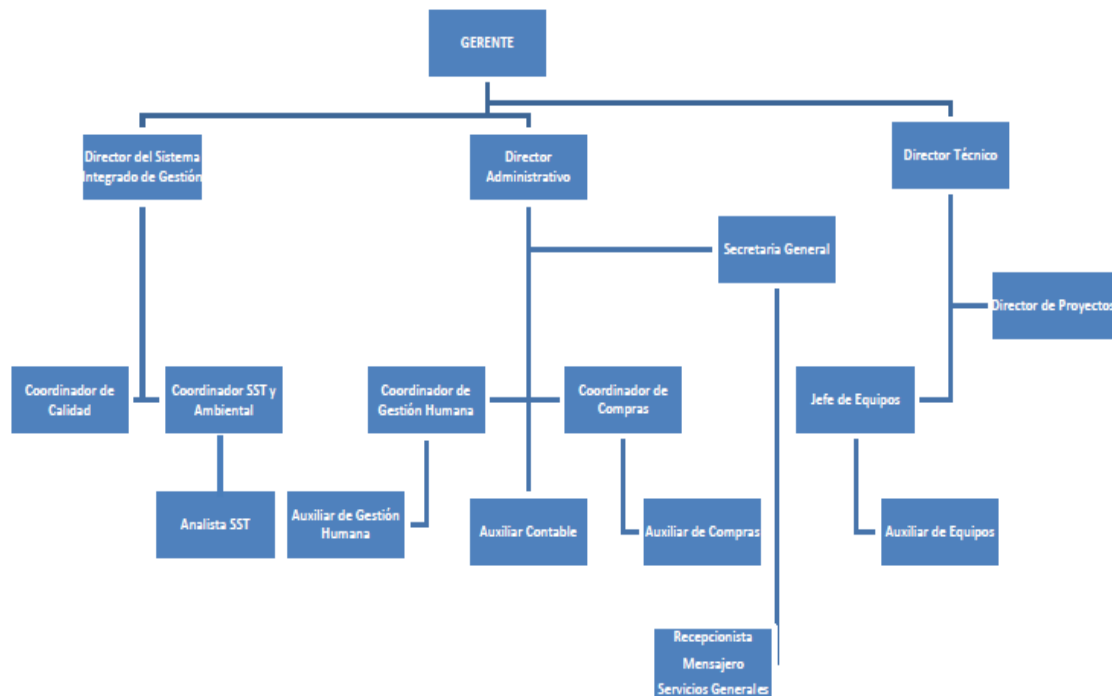 GERENTE
Director del Sistema
Integrado de Gestión
Director
Administrativo
Director Técnico
Secretaria General
Director de Proyectos
Coordinador de
Calidad
Coordinador SST y
Ambiental
Coordinador de
Gestión Humana
Coordinador de
Compras
Jefe de Equipos
Analista SST
Auxiliar de Gestión
Humana
Auxiliar Contable
Auxiliar de Compras
Auxiliar de Equipos
Recepcionista
Mensajero
Servicios Generales